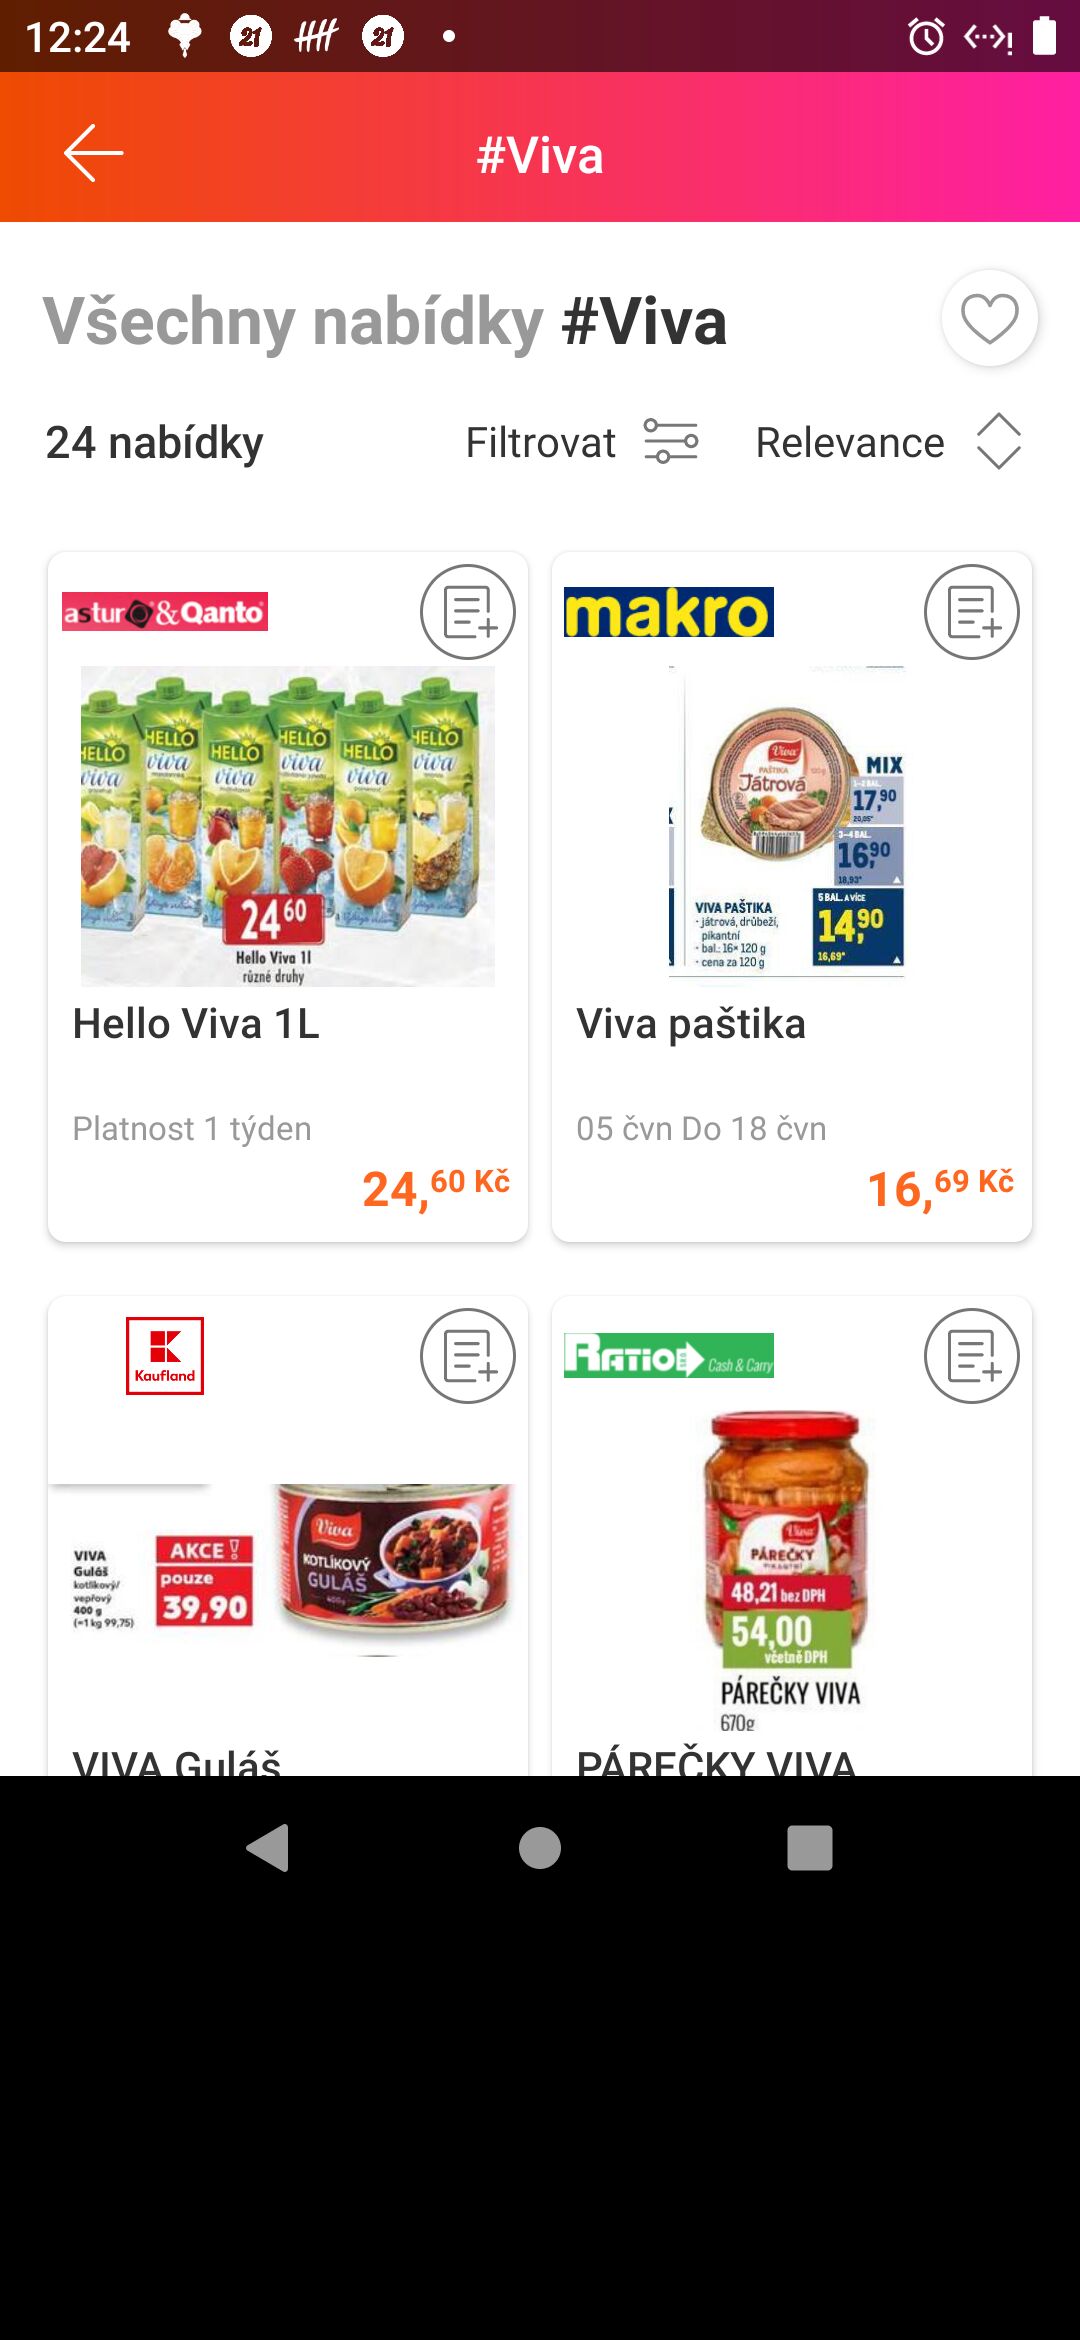 12:24
#Viva
Všechny nabídky #Viva
24 nabídky
Filtrovat
Relevance
astur & Qanto
makro
HELLO HELLO HELLO HELLO HELLO HELLO
viva viva viva viva viva viva
24 60
Hello Viva 1l
různé druhy
Viva
PAŠTIKA
Játrová
MIX
17,90
20,05*
3-4 BAL.
16,90
18,93*
5 BAL. A VÍCE
14,90
16,69*
VIVA PAŠTIKA
· játrová, drůbeží,
pikantní
· bal.: 16× 120 g
· cena za 120 g
Hello Viva 1L
Viva paštika
Platnost 1 týden
05 čvn Do 18 čvn
24,60 Kč
16,69 Kč
Kaufland
RATIO Cash & Carry
VIVA
Guláš
kotlíkový/
vepřový
400 g
(=1 kg 99,75)
AKCE!
pouze
39,90
Viva
KOTLÍKOVÝ
GULÁŠ
Viva
PÁREČKY
48,21 bez DPH
54,00
včetně DPH
PÁREČKY VIVA
670g
VIVA Guláš
PÁREČKY VIVA